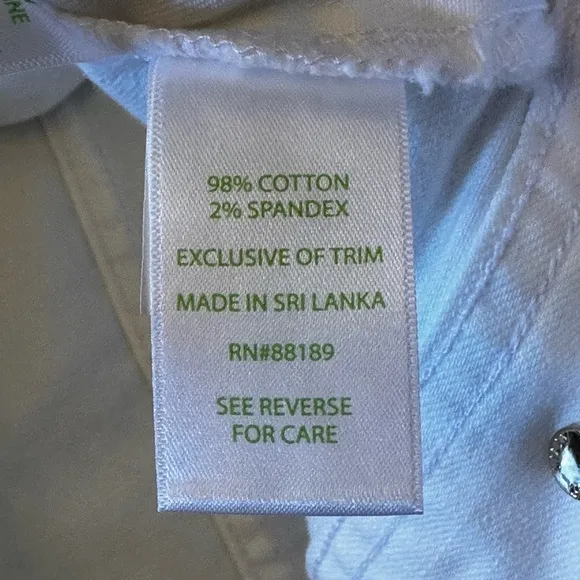 98% COTTON
2% SPANDEX
EXCLUSIVE OF TRIM
MADE IN SRI LANKA
RN#88189
SEE REVERSE
FOR CARE